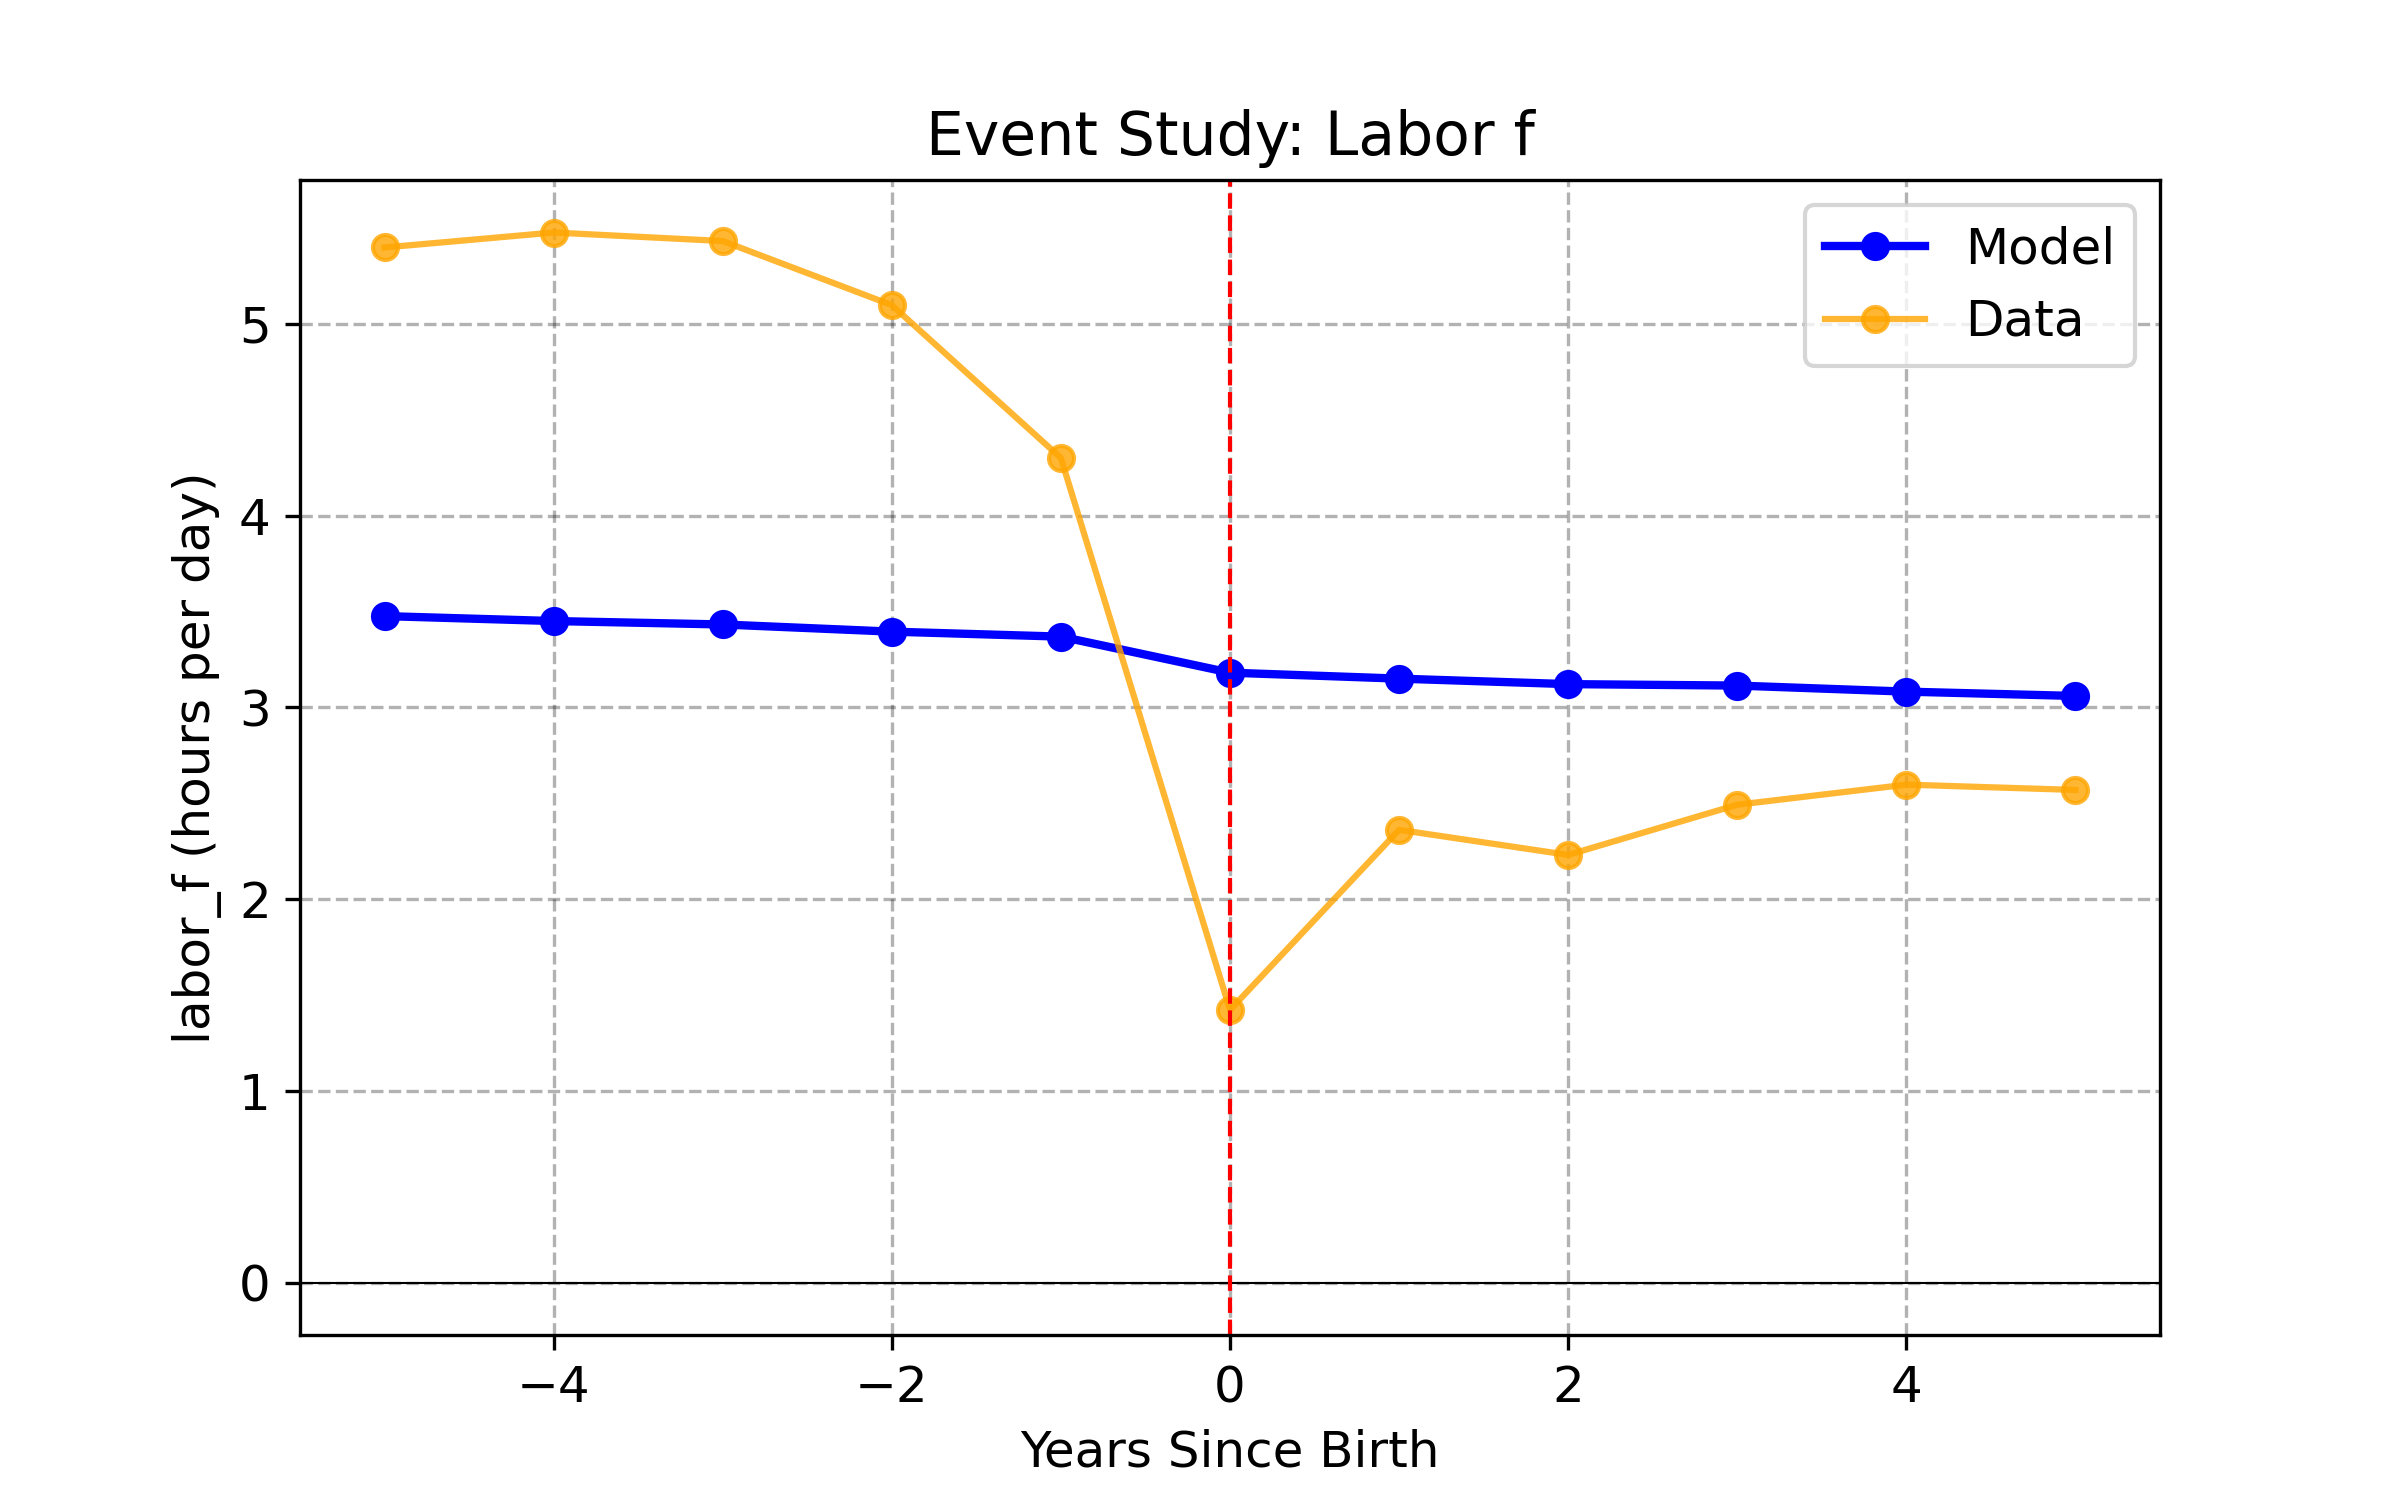 Event Study: Labor f
Model
Data
labor_f (hours per day)
5
4
3
2
1
0
−4
−2
0
2
4
Years Since Birth